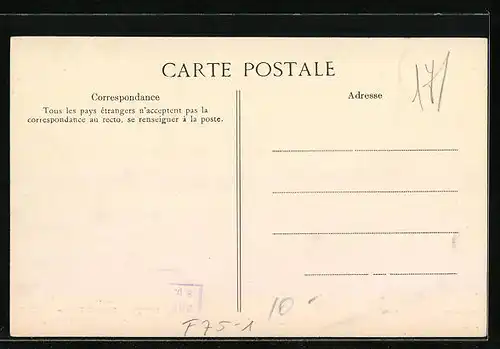 CARTE POSTALE
17/
Correspondance
Tous les pays étrangers n'acceptent pas la
correspondance au recto, se renseigner à la poste.
Adresse
10
F75-1